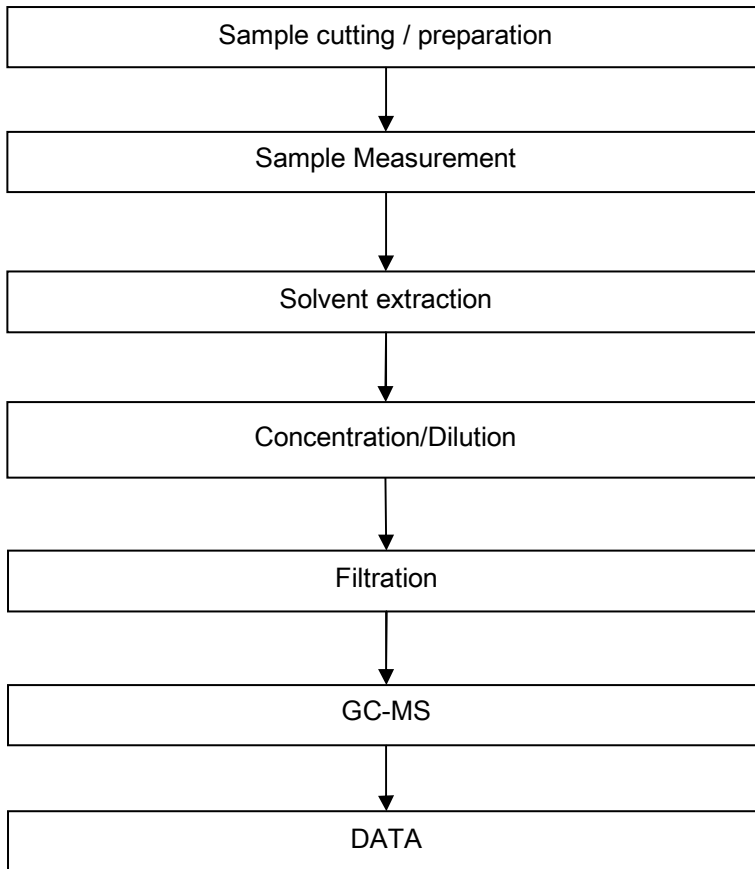 Sample cutting / preparation
Sample Measurement
Solvent extraction
Concentration/Dilution
Filtration
GC-MS
DATA